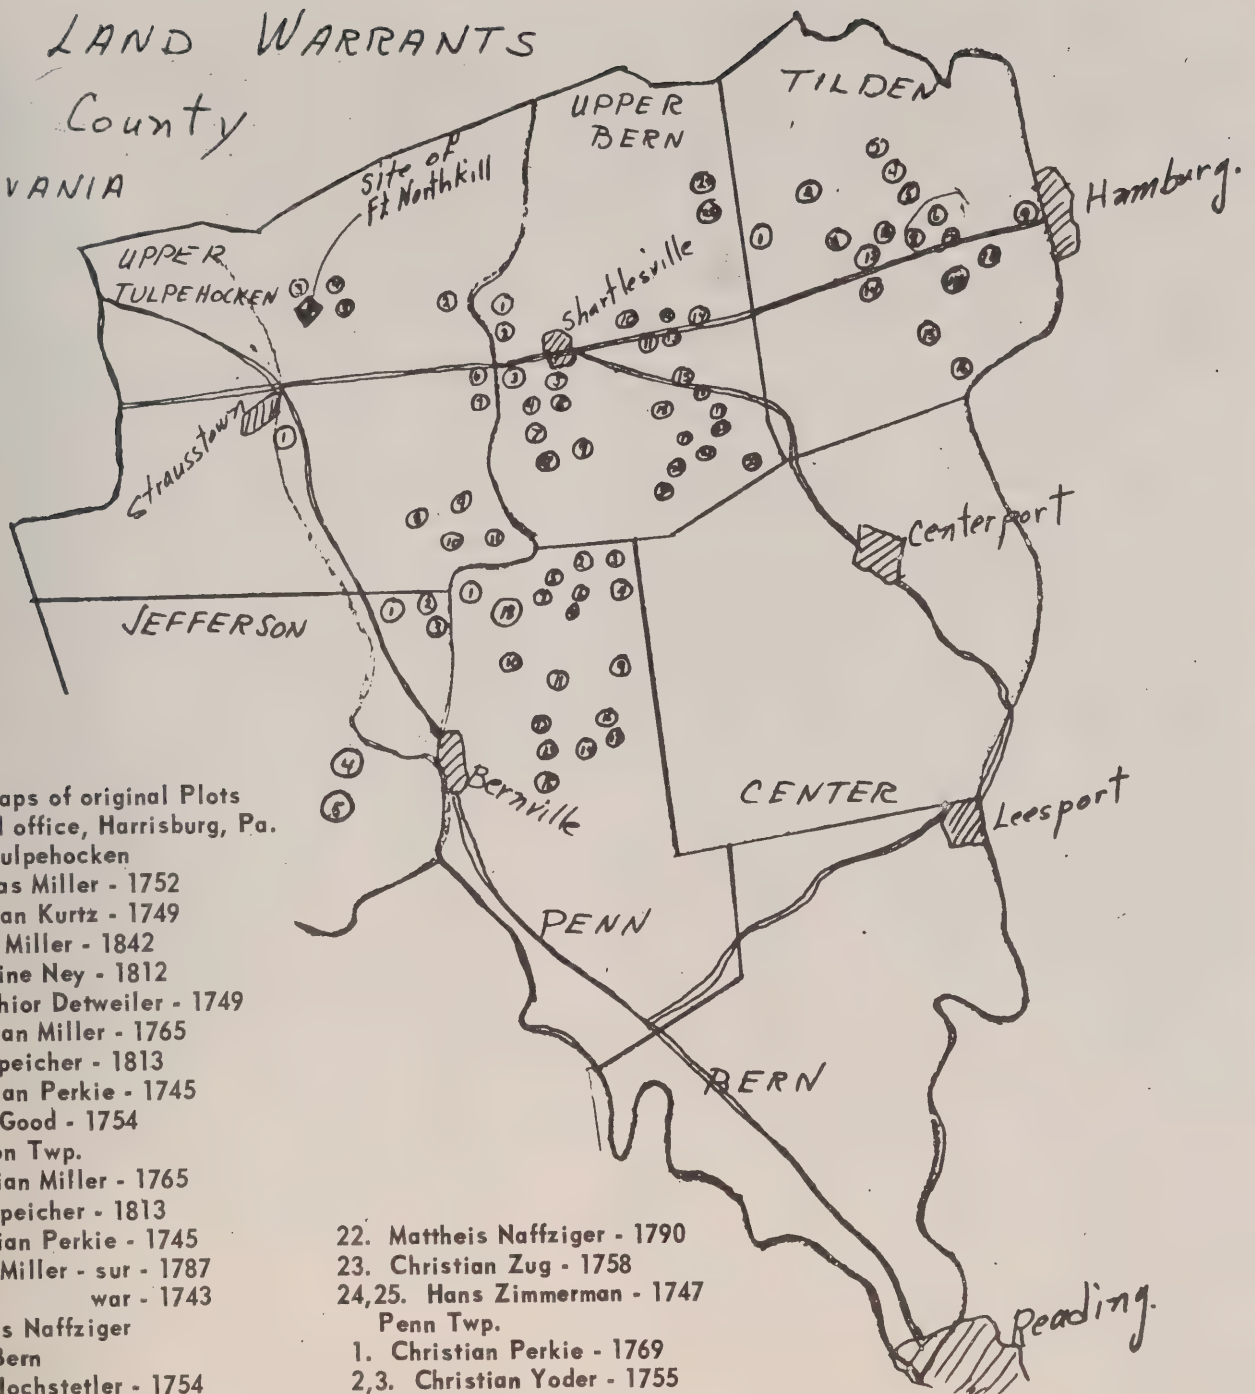 LAND WARRANTS
County
VANIA
UPPER
TULPEHOCKEN
site of
Ft Northkill
UPPER
BERN
TILDEN
Hamburg.
Shartlesville
Strausstown
Centerport
JEFFERSON
Bernville
CENTER
Leesport
PENN
BERN
Reading.
aps of original Plots
l office, Harrisburg, Pa.
ulpehocken
as Miller - 1752
an Kurtz - 1749
Miller - 1842
ine Ney - 1812
hior Detweiler - 1749
an Miller - 1765
peicher - 1813
an Perkie - 1745
Good - 1754
on Twp.
ian Miller - 1765
peicher - 1813
ian Perkie - 1745
Miller - sur - 1787
war - 1743
s Naffziger
Bern
Hochstetler - 1754
22. Mattheis Naffziger - 1790
23. Christian Zug - 1758
24,25. Hans Zimmerman - 1747
Penn Twp.
1. Christian Perkie - 1769
2,3. Christian Yoder - 1755